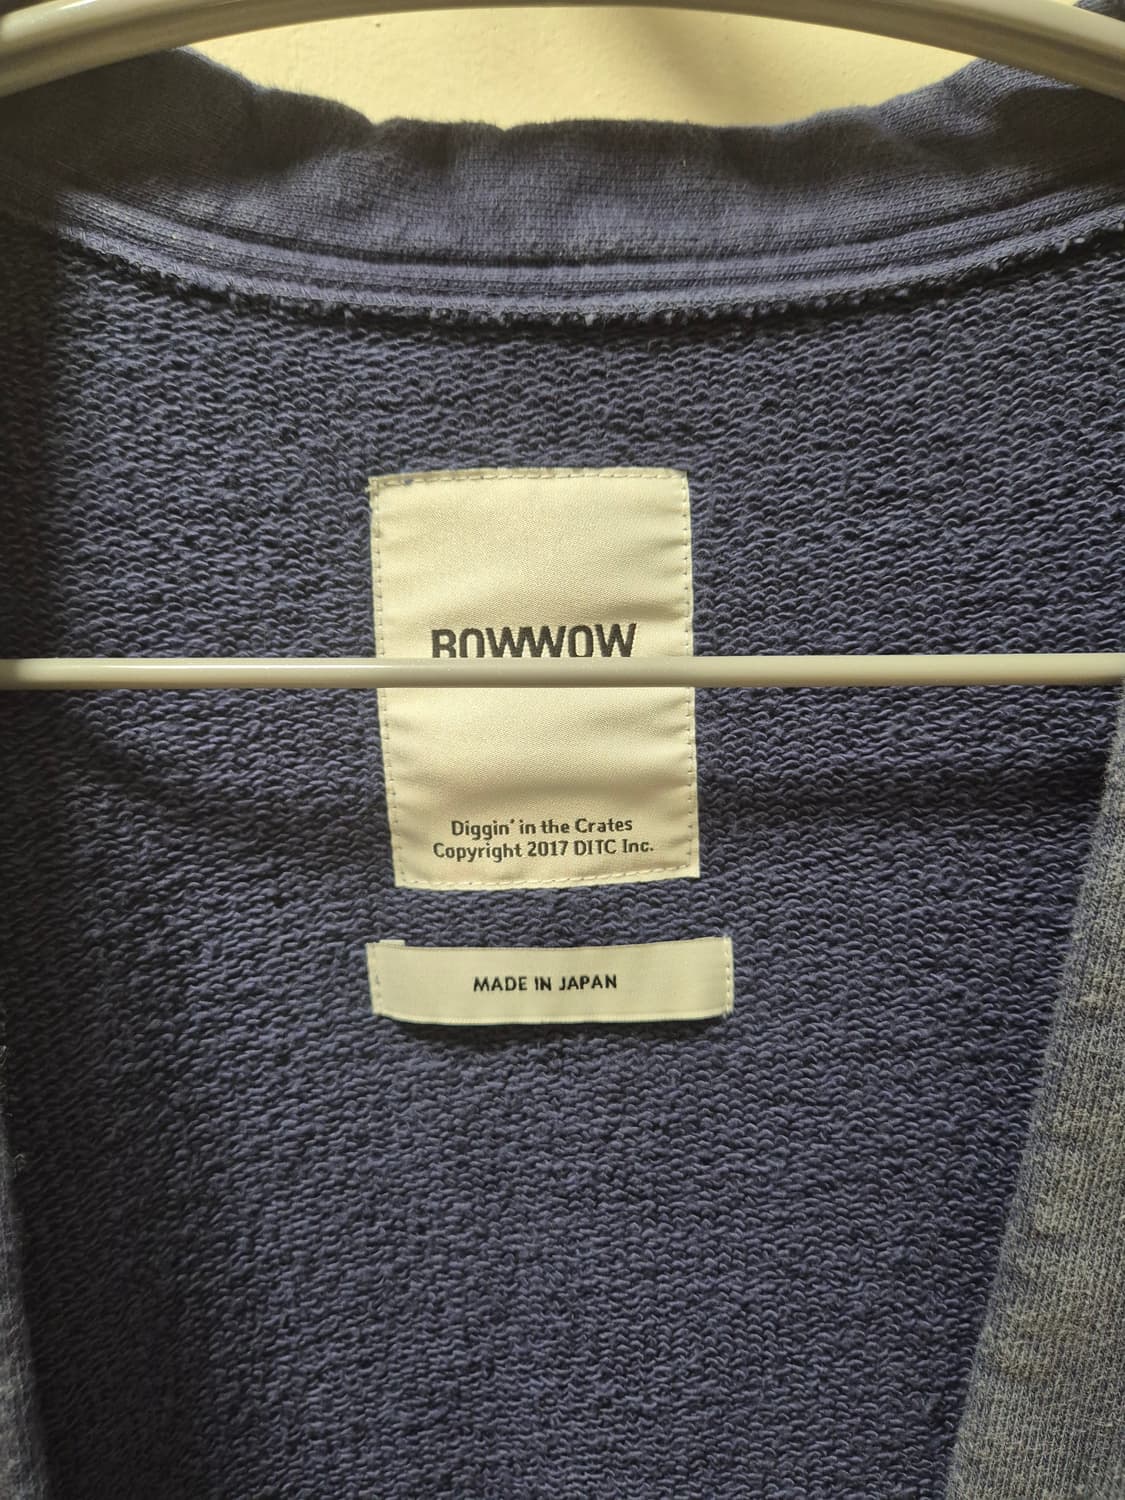 BOWWOW
Diggin' in the Crates
Copyright 2017 DITC Inc.
MADE IN JAPAN